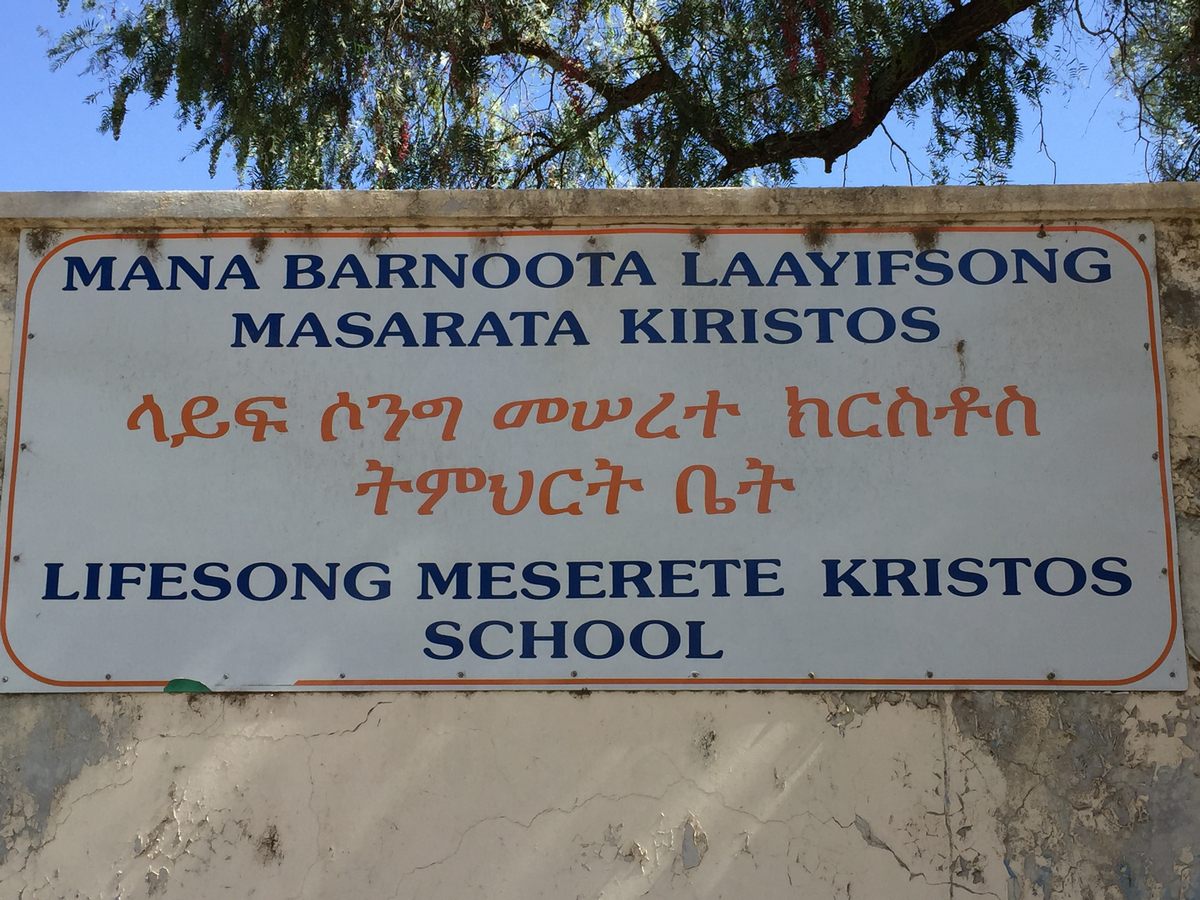 MANA BARNOOTA LAAYIFSONG
MASARATA KIRISTOS
ላይፍ ሶንግ መሠረተ ክርስቶስ
ትምህርት ቤት
LIFESONG MESERETE KRISTOS
SCHOOL